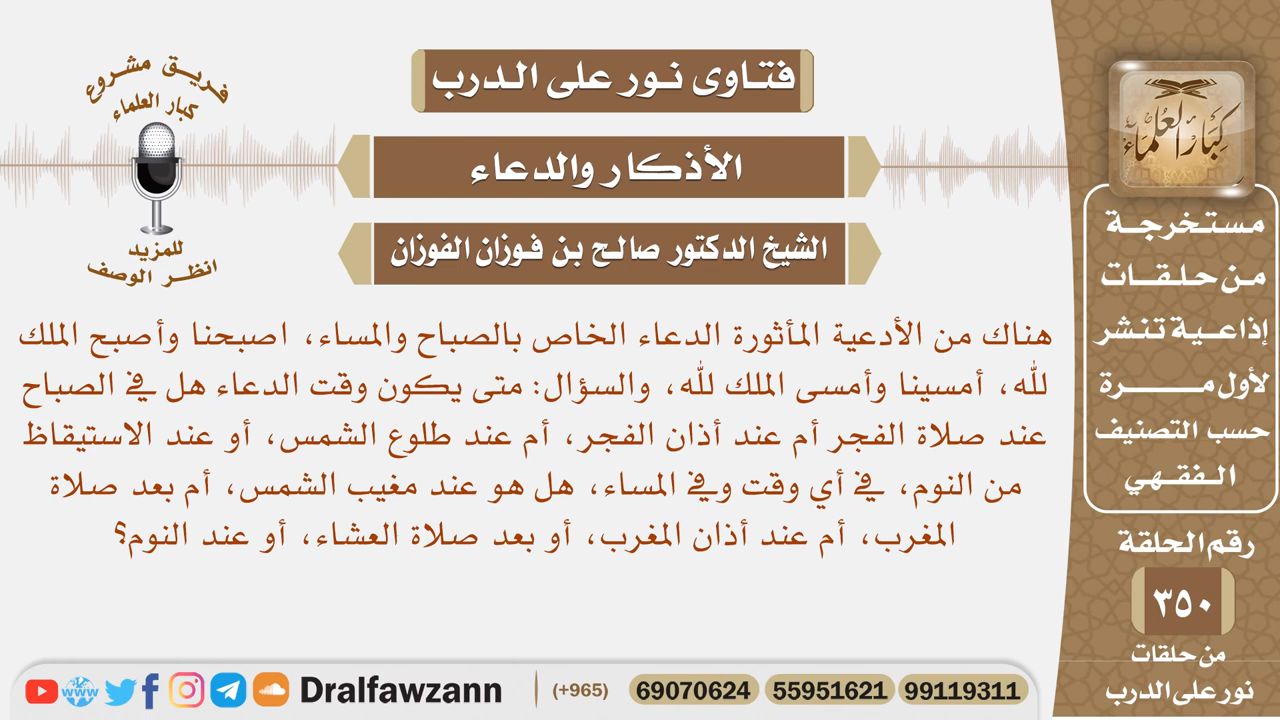 فتاوى نور على الدرب
الأذكار والدعاء
الشيخ الدكتور صالح بن فوزان الفوزان
فريق مشروع
كبار العلماء
للمزيد
انظر الوصف
هناك من الأدعية المأثورة الدعاء الخاص بالصباح والمساء، اصبحنا وأصبح الملك
لله، أمسينا وأمسى الملك لله، والسؤال: متى يكون وقت الدعاء هل في الصباح
عند صلاة الفجر أم عند أذان الفجر، أم عند طلوع الشمس، أو عند الاستيقاظ
من النوم، في أي وقت وفي المساء، هل هو عند مغيب الشمس، أم بعد صلاة
المغرب، أم عند أذان المغرب، أو بعد صلاة العشاء، أو عند النوم؟
كبار العلماء
مستخرجة
من حلقات
إذاعية تنشر
لأول مرة
حسب التصنيف
الفقهي
رقم الحلقة
٣٥٠
من حلقات
نور على الدرب
www
Dralfawzann
(+965)
69070624
55951621
99119311